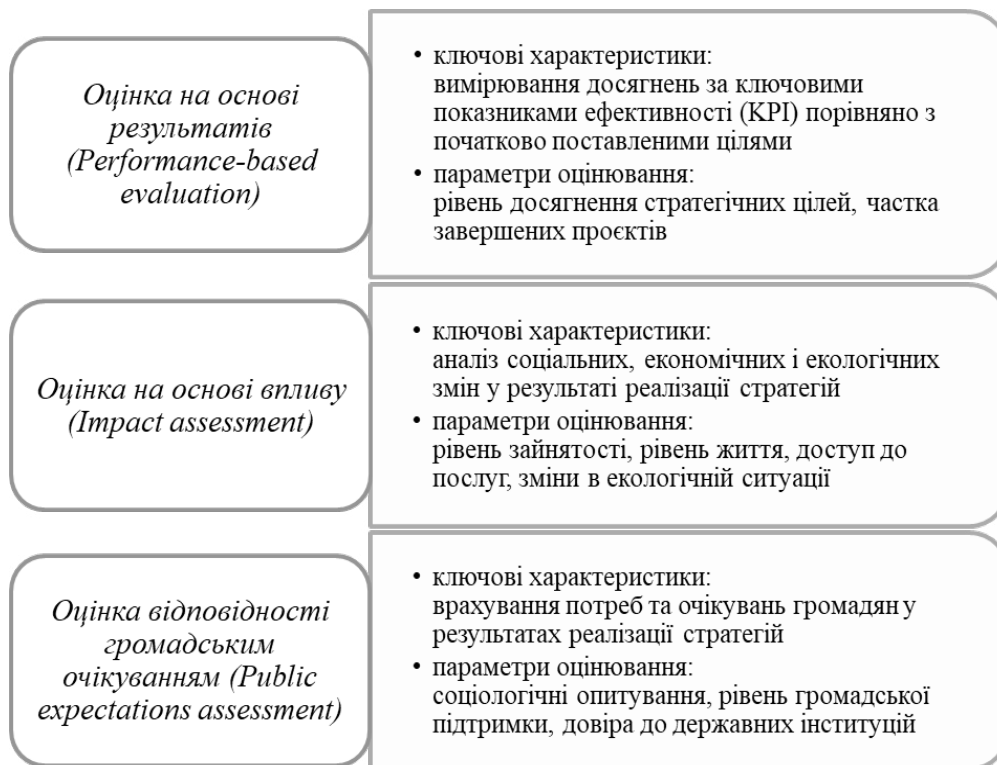 Оцінка на основі
результатів
(Performance-based
evaluation)
• ключові характеристики:
вимірювання досягнень за ключовими
показниками ефективності (KPI) порівняно з
початково поставленими цілями
• параметри оцінювання:
рівень досягнення стратегічних цілей, частка
завершених проєктів
Оцінка на основі впливу
(Impact assessment)
• ключові характеристики:
аналіз соціальних, економічних і екологічних
змін у результаті реалізації стратегій
• параметри оцінювання:
рівень зайнятості, рівень життя, доступ до
послуг, зміни в екологічній ситуації
Оцінка відповідності
громадським
очікуванням (Public
expectations assessment)
• ключові характеристики:
врахування потреб та очікувань громадян у
результатах реалізації стратегій
• параметри оцінювання:
соціологічні опитування, рівень громадської
підтримки, довіра до державних інституцій